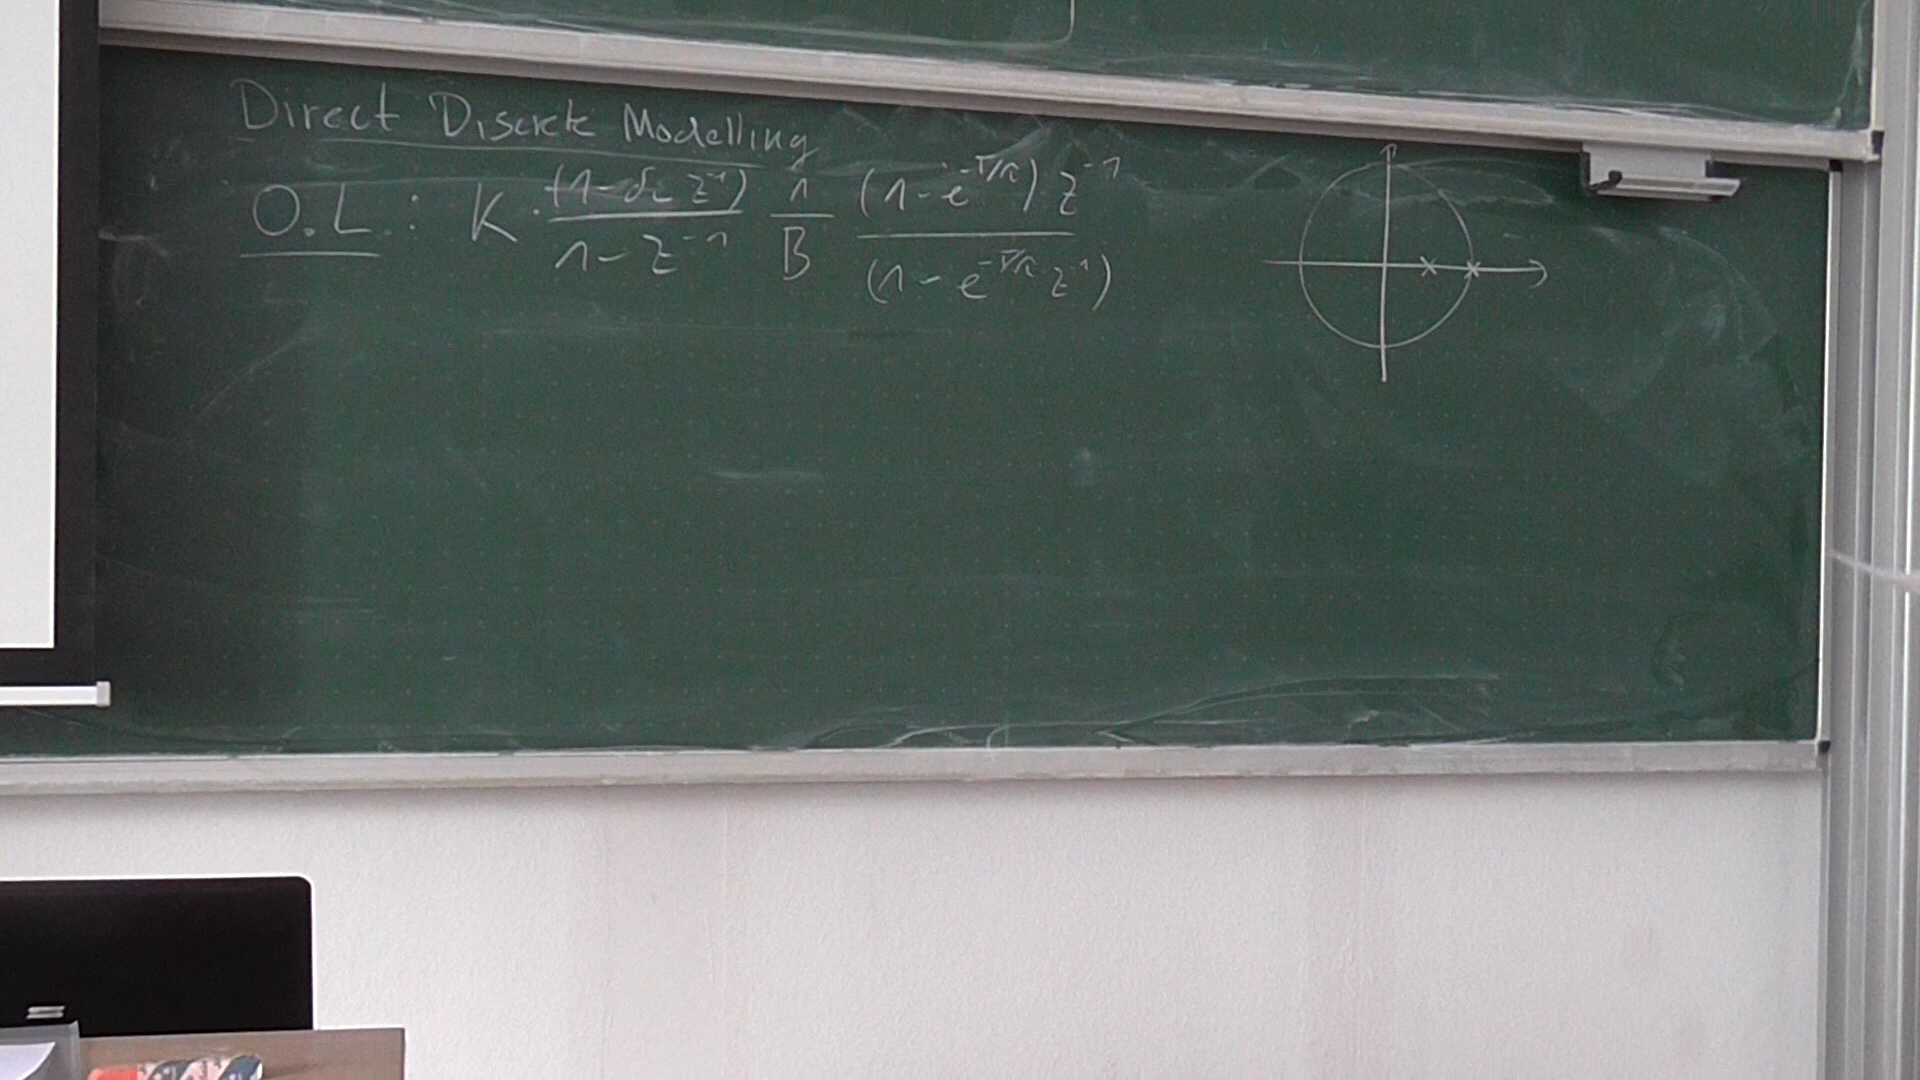 Direct Discrete Modelling
O.L : K · (1 - δc z^-1) / (1 - z^-1) 1/B (1 - e^-T/τ) z^-1 / (1 - e^-T/τ z^-1)